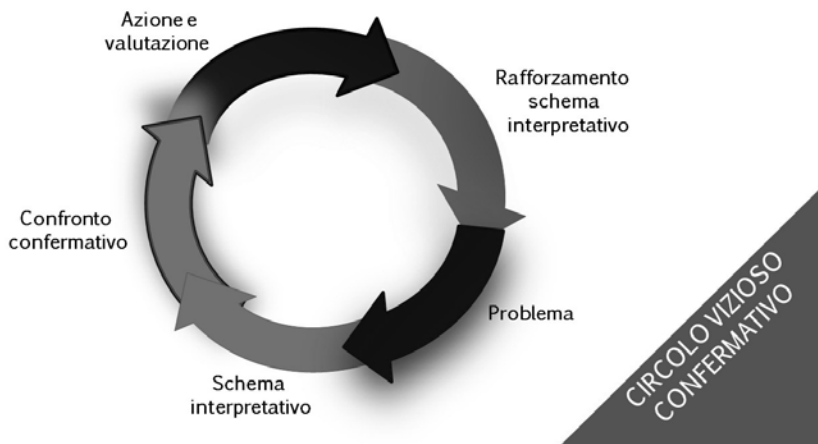 Azione e
valutazione
Rafforzamento
schema
interpretativo
Problema
Schema
interpretativo
Confronto
confermativo
CIRCOLO VIZIOSO
CONFERMATIVO